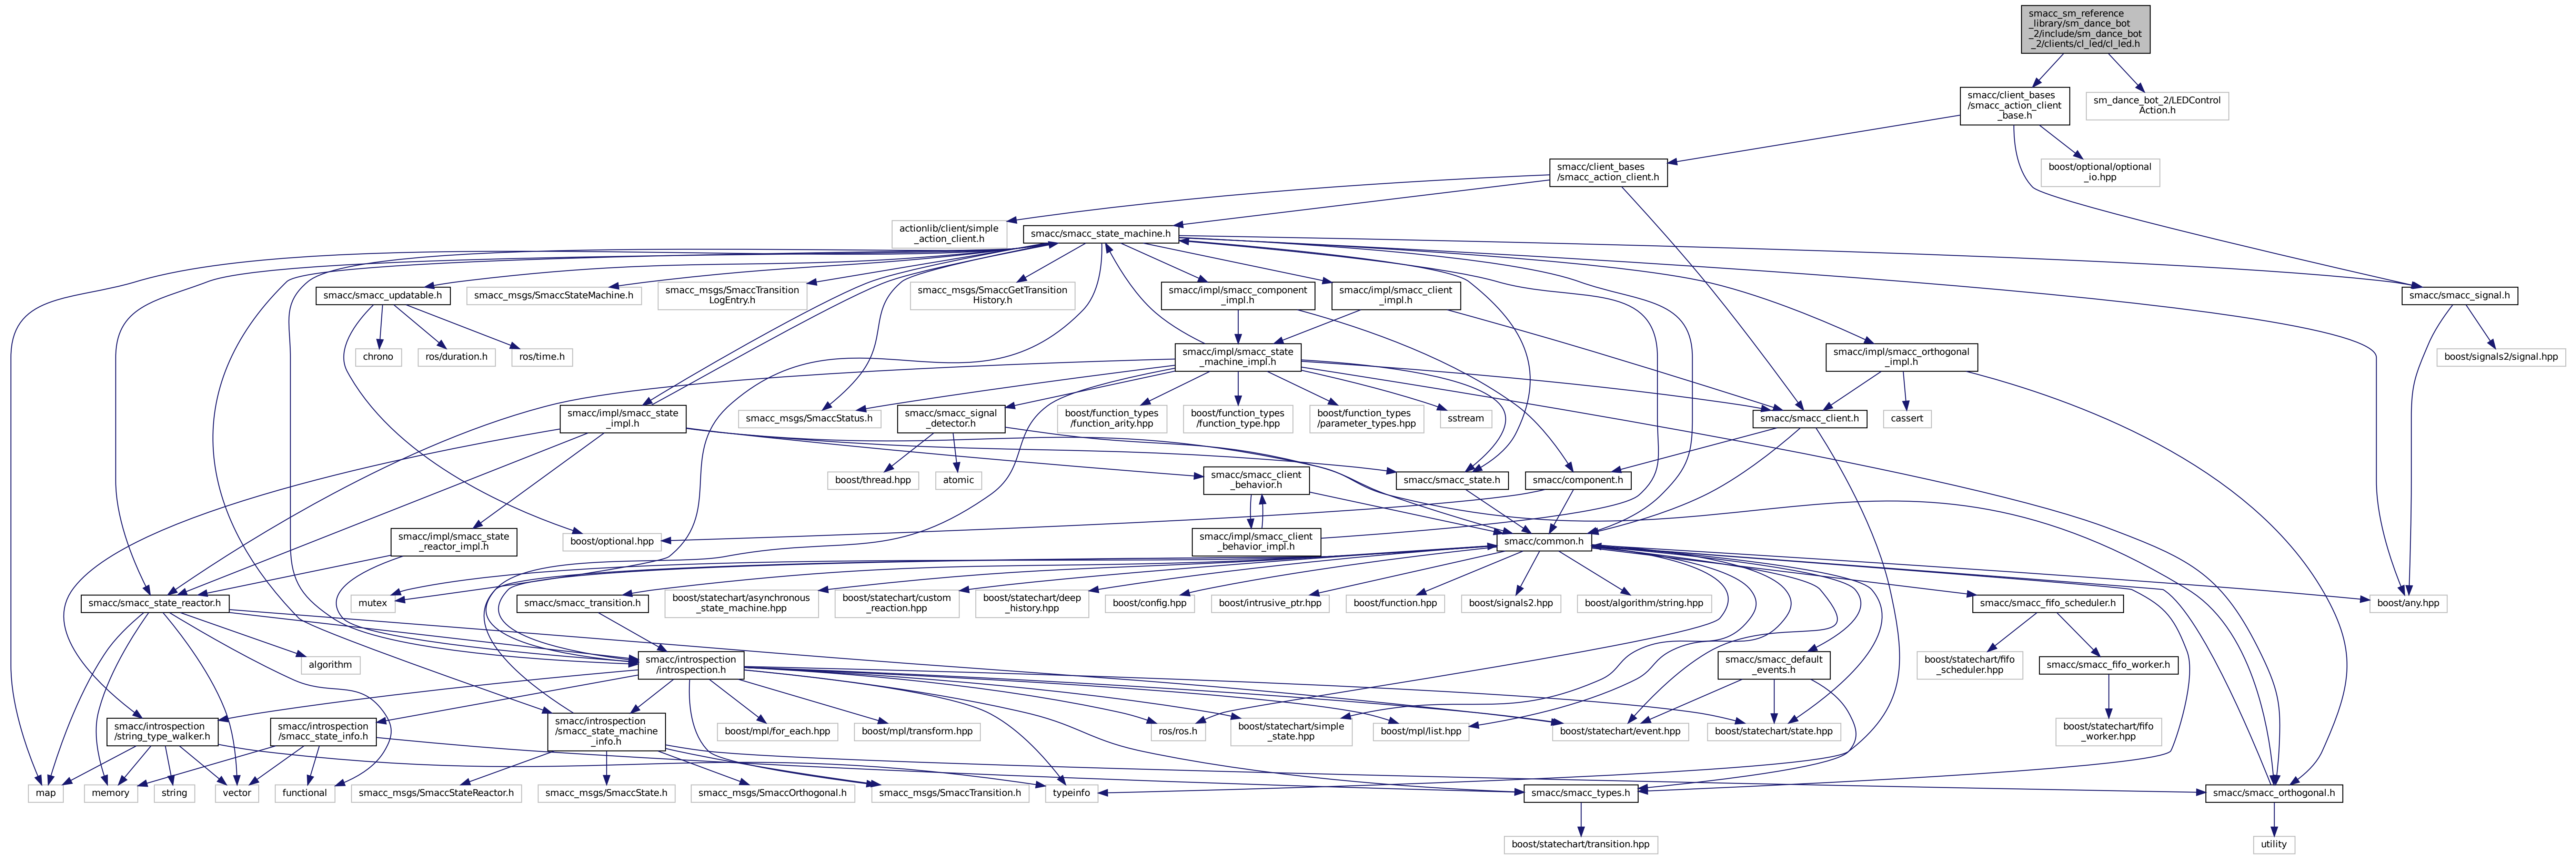 smacc_sm_reference
_library/sm_dance_bot
_2/include/sm_dance_bot
_2/clients/cl_led/cl_led.h
smacc/client_bases
/smacc_action_client
_base.h
sm_dance_bot_2/LEDControl
Action.h
smacc/client_bases
/smacc_action_client.h
boost/optional/optional
_io.hpp
actionlib/client/simple
_action_client.h
smacc/smacc_state_machine.h
smacc/smacc_updatable.h
smacc_msgs/SmaccStateMachine.h
smacc_msgs/SmaccTransition
LogEntry.h
smacc_msgs/SmaccGetTransition
History.h
smacc/impl/smacc_component
_impl.h
smacc/impl/smacc_client
_impl.h
smacc/smacc_signal.h
chrono
ros/duration.h
ros/time.h
smacc/impl/smacc_state
_machine_impl.h
smacc/impl/smacc_orthogonal
_impl.h
boost/signals2/signal.hpp
smacc/impl/smacc_state
_impl.h
smacc_msgs/SmaccStatus.h
smacc/smacc_signal
_detector.h
boost/function_types
/function_arity.hpp
boost/function_types
/function_type.hpp
boost/function_types
/parameter_types.hpp
sstream
smacc/smacc_client.h
cassert
boost/thread.hpp
atomic
smacc/smacc_client
_behavior.h
smacc/smacc_state.h
smacc/component.h
smacc/impl/smacc_state
_reactor_impl.h
boost/optional.hpp
smacc/impl/smacc_client
_behavior_impl.h
smacc/common.h
smacc/smacc_state_reactor.h
mutex
smacc/smacc_transition.h
boost/statechart/asynchronous
_state_machine.hpp
boost/statechart/custom
_reaction.hpp
boost/statechart/deep
_history.hpp
boost/config.hpp
boost/intrusive_ptr.hpp
boost/function.hpp
boost/signals2.hpp
boost/algorithm/string.hpp
smacc/smacc_fifo_scheduler.h
boost/any.hpp
algorithm
smacc/introspection
/introspection.h
smacc/smacc_default
_events.h
boost/statechart/fifo
_scheduler.hpp
smacc/smacc_fifo_worker.h
smacc/introspection
/string_type_walker.h
smacc/introspection
/smacc_state_info.h
smacc/introspection
/smacc_state_machine
_info.h
boost/mpl/for_each.hpp
boost/mpl/transform.hpp
ros/ros.h
boost/statechart/simple
_state.hpp
boost/mpl/list.hpp
boost/statechart/event.hpp
boost/statechart/state.hpp
boost/statechart/fifo
_worker.hpp
map
memory
string
vector
functional
smacc_msgs/SmaccStateReactor.h
smacc_msgs/SmaccState.h
smacc_msgs/SmaccOrthogonal.h
smacc_msgs/SmaccTransition.h
typeinfo
smacc/smacc_types.h
smacc/smacc_orthogonal.h
boost/statechart/transition.hpp
utility